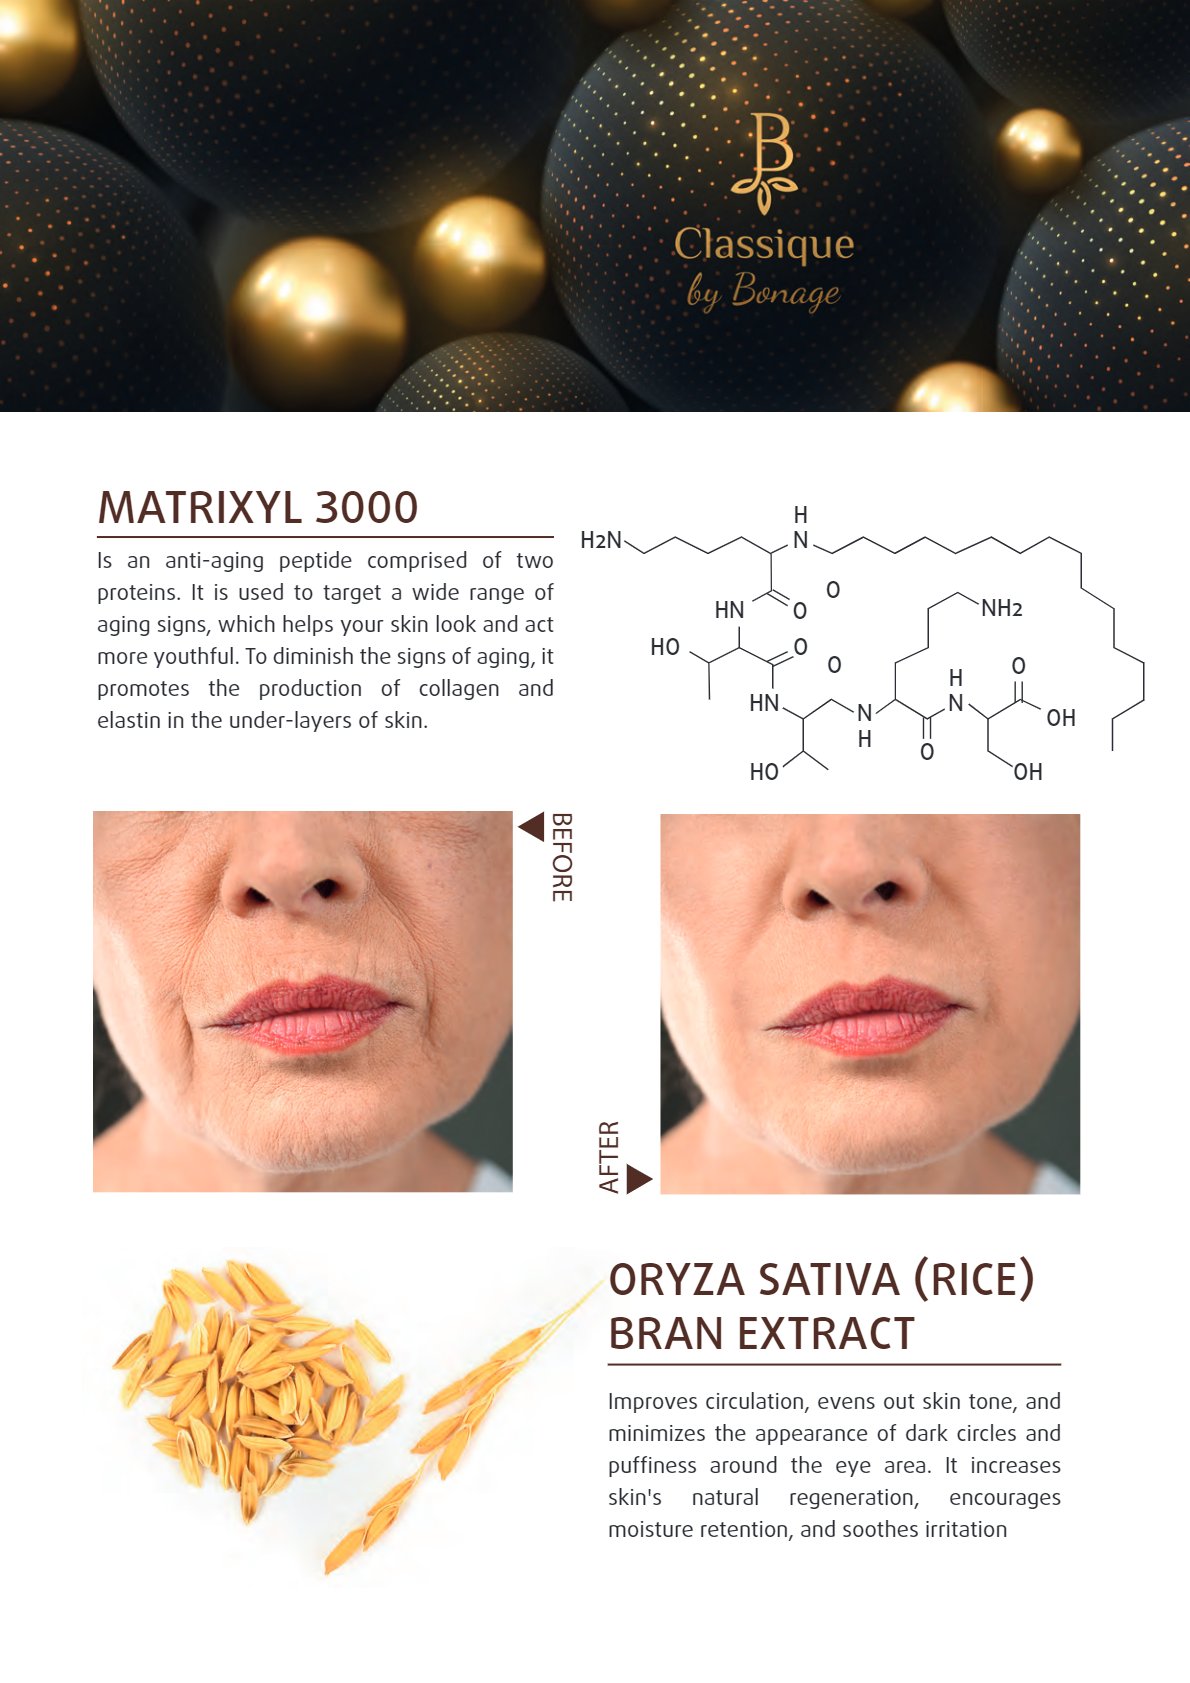 B
Classique
by Bonage
MATRIXYL 3000
Is an anti-aging peptide comprised of two
proteins. It is used to target a wide range of
aging signs, which helps your skin look and act
more youthful. To diminish the signs of aging, it
promotes the production of collagen and
elastin in the under-layers of skin.
H
H2N
N
O
HN
O
NH2
HO
O
O
O
H
HN
N
N
OH
H
O
HO
OH
BEFORE
AFTER
ORYZA SATIVA (RICE)
BRAN EXTRACT
Improves circulation, evens out skin tone, and
minimizes the appearance of dark circles and
puffiness around the eye area. It increases
skin's natural regeneration, encourages
moisture retention, and soothes irritation